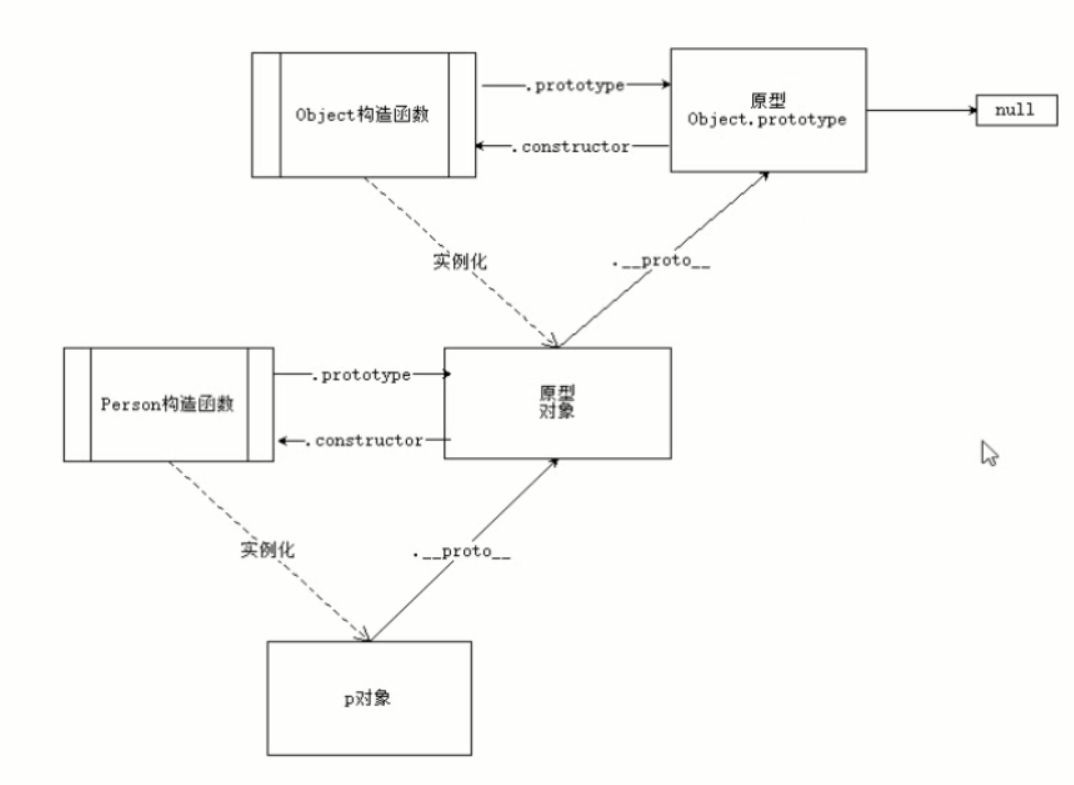 Object构造函数
.prototype
原型
Object.prototype
null
.constructor
实例化
.__proto__
Person构造函数
.prototype
原型
对象
.constructor
实例化
.__proto__
p对象